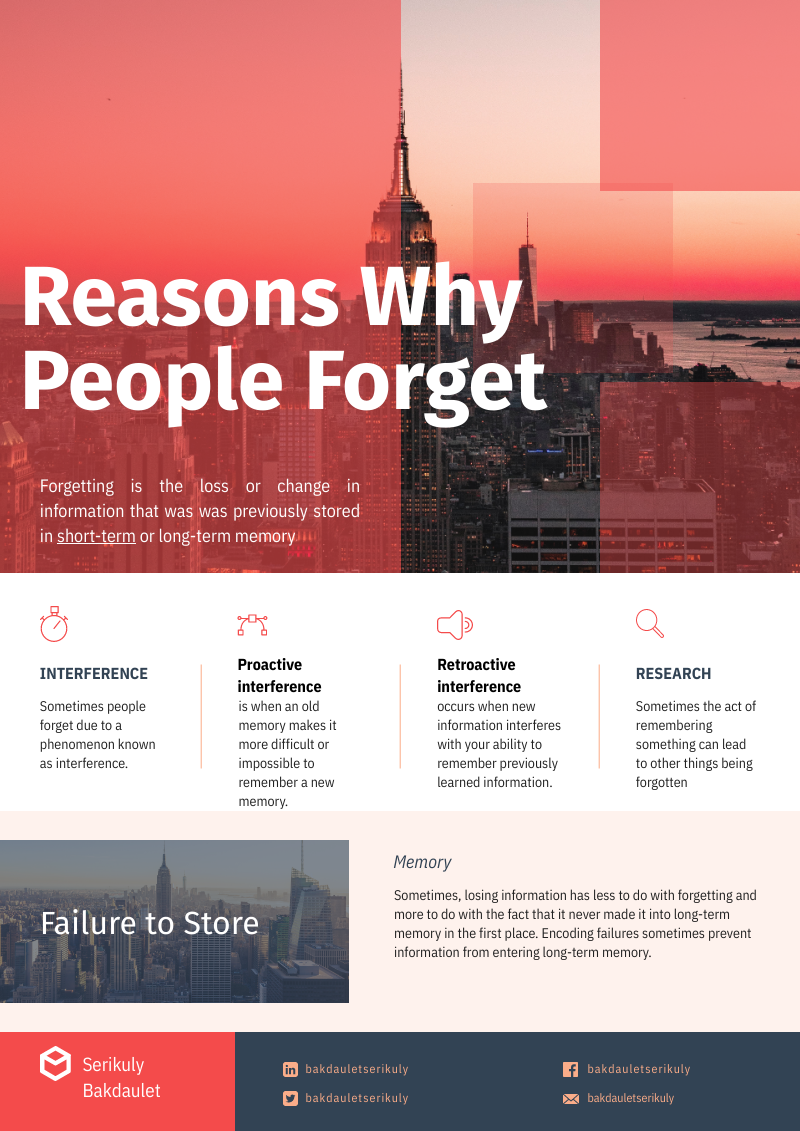 Reasons Why
People Forget
Forgetting is the loss or change in
information that was was previously stored
in short-term or long-term memory
INTERFERENCE
Sometimes people
forget due to a
phenomenon known
as interference.
Proactive
interference
is when an old
memory makes it
more difficult or
impossible to
remember a new
memory.
Retroactive
interference
occurs when new
information interferes
with your ability to
remember previously
learned information.
RESEARCH
Sometimes the act of
remembering
something can lead
to other things being
forgotten
Failure to Store
Memory
Sometimes, losing information has less to do with forgetting and
more to do with the fact that it never made it into long-term
memory in the first place. Encoding failures sometimes prevent
information from entering long-term memory.
Serikuly
Bakdaulet
bakdauletserikuly
bakdauletserikuly
bakdauletserikuly
bakdauletserikuly